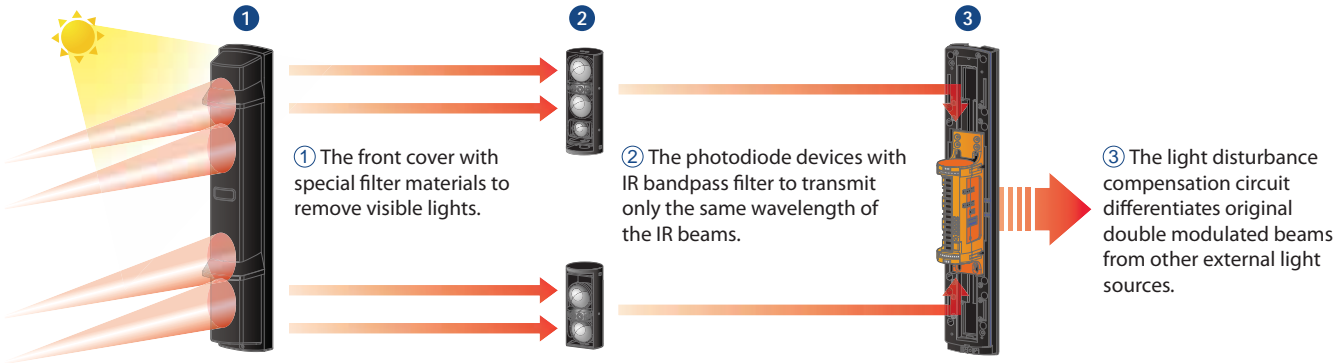 1
2
3
① The front cover with
special filter materials to
remove visible lights.
② The photodiode devices with
IR bandpass filter to transmit
only the same wavelength of
the IR beams.
③ The light disturbance
compensation circuit
differentiates original
double modulated beams
from other external light
sources.